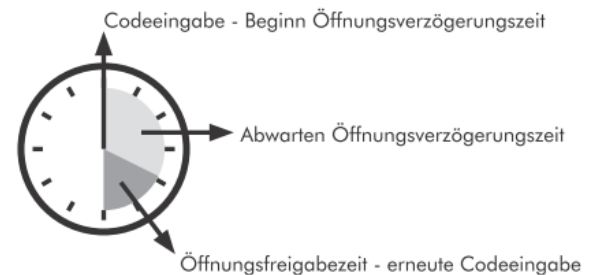 Codeeingabe - Beginn Öffnungsverzögerungszeit
Abwarten Öffnungsverzögerungszeit
Öffnungsfreigabezeit - erneute Codeeingabe